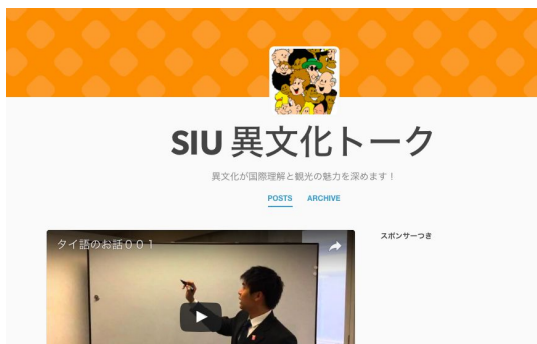 SIU 異文化トーク
異文化が国際理解と観光の魅力を深めます！
POSTS ARCHIVE
タイ語のお話００１
スポンサーつき